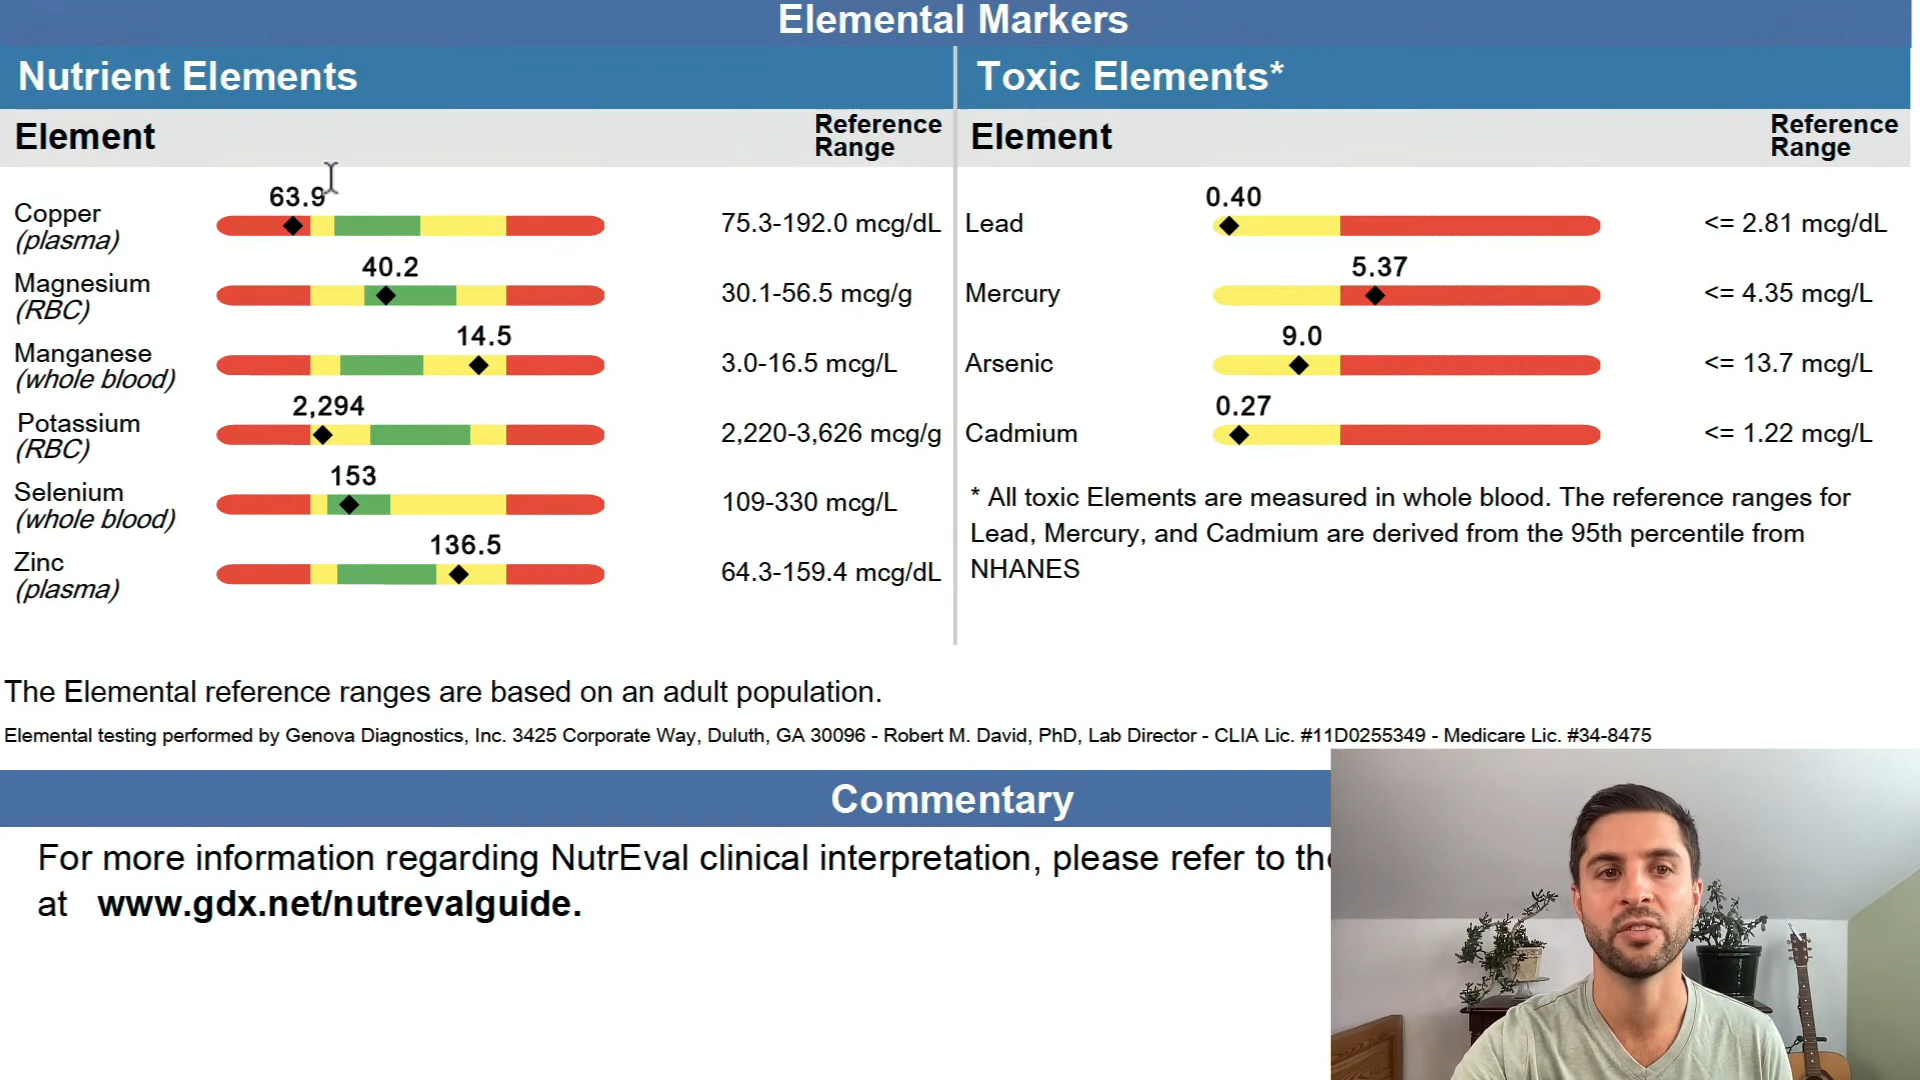 Elemental Markers
Nutrient Elements
Element
Reference
Range
Copper
(plasma)
63.9
75.3-192.0 mcg/dL
Magnesium
(RBC)
40.2
30.1-56.5 mcg/g
Manganese
(whole blood)
14.5
3.0-16.5 mcg/L
Potassium
(RBC)
2,294
2,220-3,626 mcg/g
Selenium
(whole blood)
153
109-330 mcg/L
Zinc
(plasma)
136.5
64.3-159.4 mcg/dL
Toxic Elements*
Element
Reference
Range
Lead
0.40
<= 2.81 mcg/dL
Mercury
5.37
<= 4.35 mcg/L
Arsenic
9.0
<= 13.7 mcg/L
Cadmium
0.27
<= 1.22 mcg/L
* All toxic Elements are measured in whole blood. The reference ranges for
Lead, Mercury, and Cadmium are derived from the 95th percentile from
NHANES
The Elemental reference ranges are based on an adult population.
Elemental testing performed by Genova Diagnostics, Inc. 3425 Corporate Way, Duluth, GA 30096 - Robert M. David, PhD, Lab Director - CLIA Lic. #11D0255349 - Medicare Lic. #34-8475
Commentary
For more information regarding NutrEval clinical interpretation, please refer to the
at www.gdx.net/nutrevalguide.